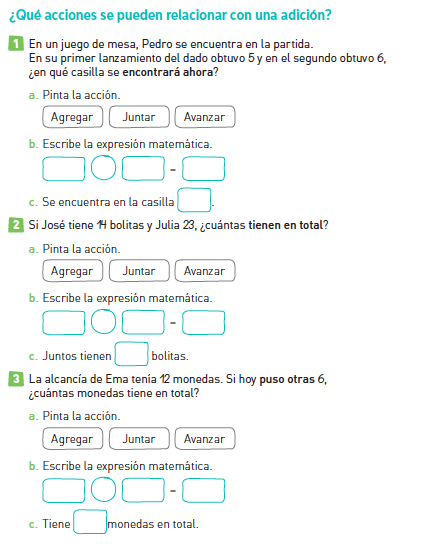 ¿Qué acciones se pueden relacionar con una adición?
1 En un juego de mesa, Pedro se encuentra en la partida.
En su primer lanzamiento del dado obtuvo 5 y en el segundo obtuvo 6,
¿en qué casilla se encontrará ahora?
a. Pinta la acción.
Agregar Juntar Avanzar
b. Escribe la expresión matemática.
-
c. Se encuentra en la casilla .
2 Si José tiene 14 bolitas y Julia 23, ¿cuántas tienen en total?
a. Pinta la acción.
Agregar Juntar Avanzar
b. Escribe la expresión matemática.
-
c. Juntos tienen bolitas.
3 La alcancía de Ema tenía 12 monedas. Si hoy puso otras 6,
¿cuántas monedas tiene en total?
a. Pinta la acción.
Agregar Juntar Avanzar
b. Escribe la expresión matemática.
-
c. Tiene monedas en total.